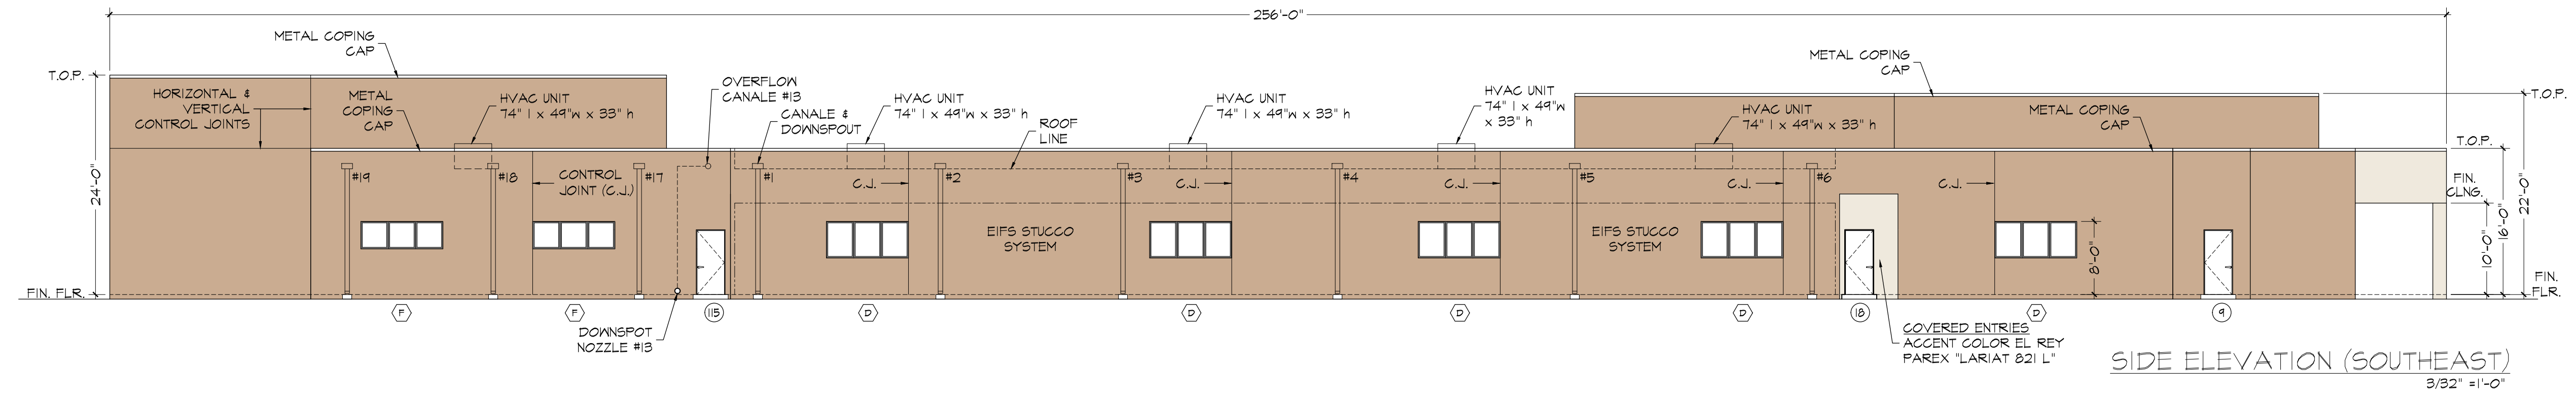 256'-0"
METAL COPING
CAP
METAL COPING
CAP
T.O.P.
HORIZONTAL &
VERTICAL
CONTROL JOINTS
METAL
COPING
CAP
HVAC UNIT
74" l x 49"w x 33" h
OVERFLOW
CANALE #13
CANALE &
DOWNSPOUT
HVAC UNIT
74" l x 49"w x 33" h
ROOF
LINE
HVAC UNIT
74" l x 49"w x 33" h
HVAC UNIT
74" l x 49"w
x 33" h
HVAC UNIT
74" l x 49"w x 33" h
METAL COPING
CAP
T.O.P.
T.O.P.
24'-0"
#19
#18
CONTROL
JOINT (C.J.)
#17
#1
C.J.
#2
#3
C.J.
#4
C.J.
#5
C.J.
#6
C.J.
FIN.
CLNG.
22'-0"
16'-0"
10'-0"
8'-0"
EIFS STUCCO
SYSTEM
EIFS STUCCO
SYSTEM
FIN. FLR.
FIN.
FLR.
F
F
115
D
D
D
D
18
D
9
DOWNSPOT
NOZZLE #13
COVERED ENTRIES
ACCENT COLOR EL REY
PAREX "LARIAT 821 L"
SIDE ELEVATION (SOUTHEAST)
3/32" =1'-0"